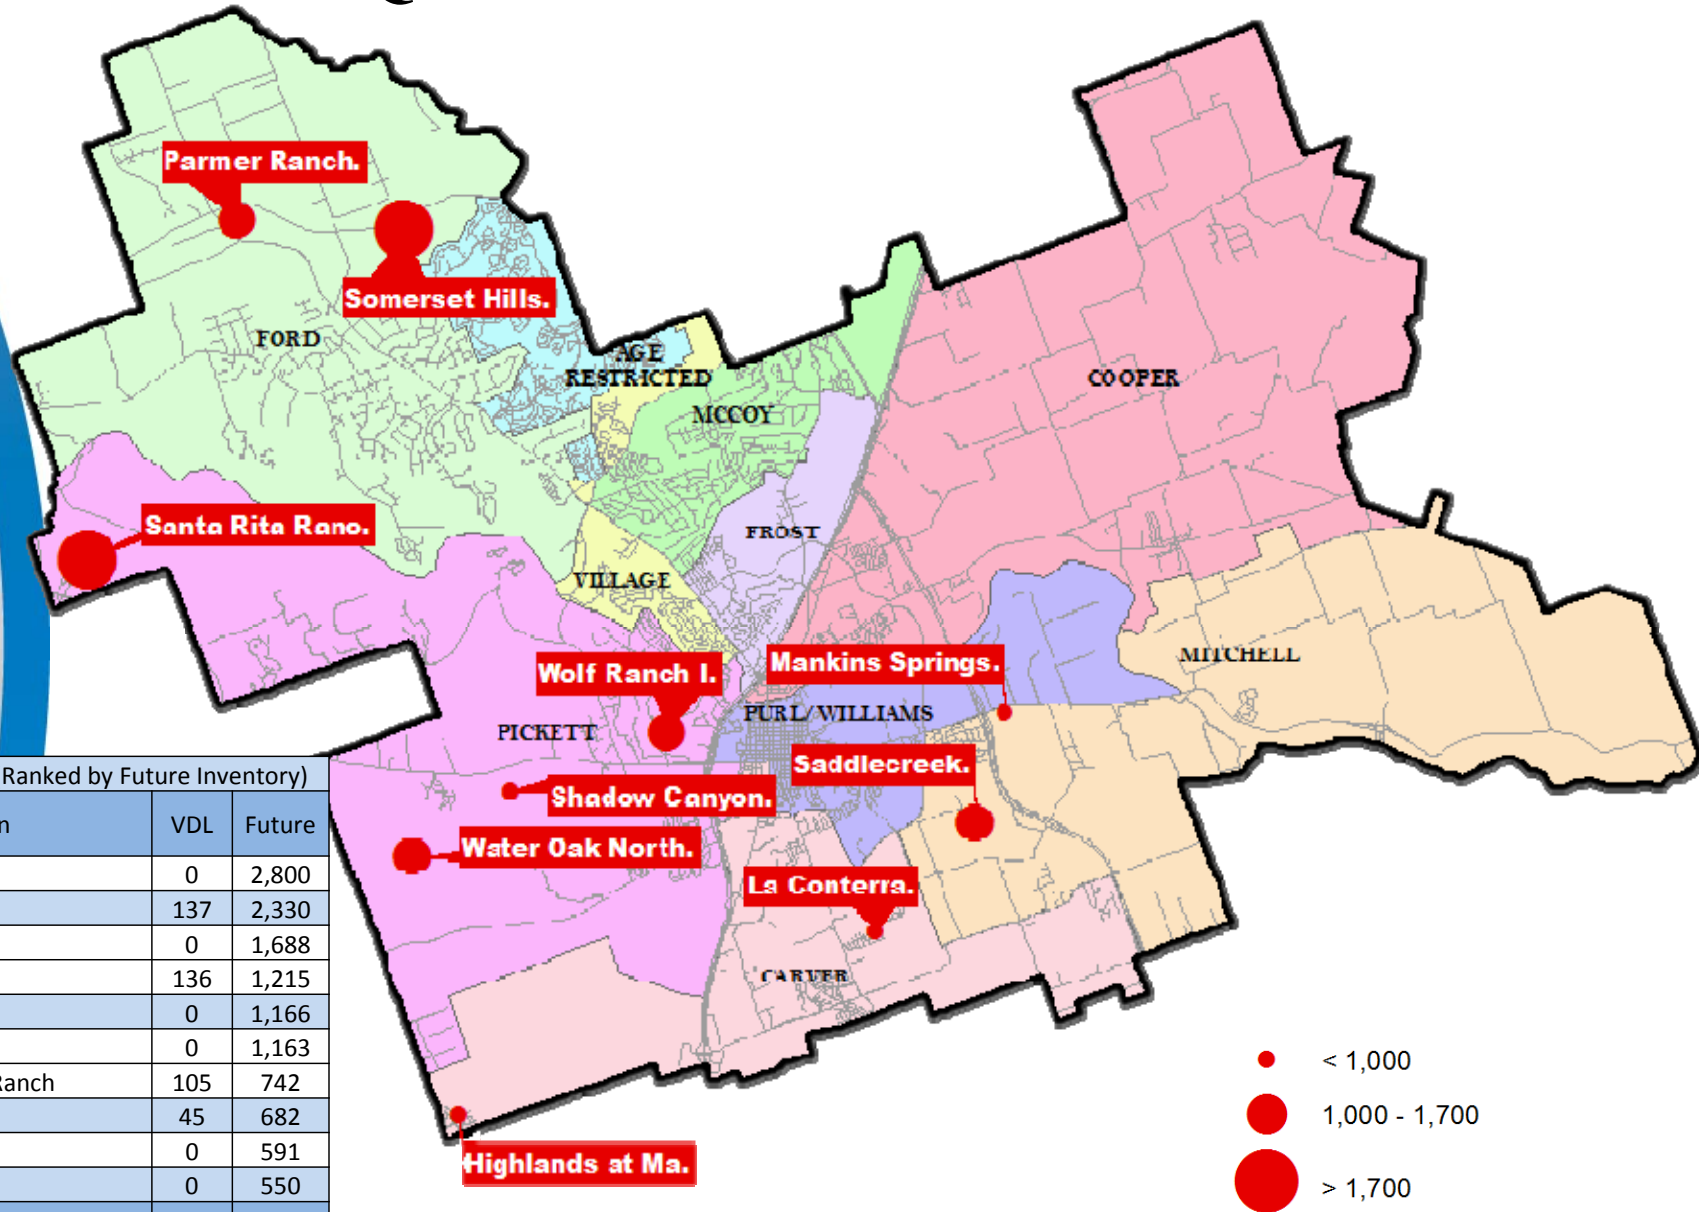 Parmer Ranch.
Somerset Hills.
FORD
AGE
RESTRICTED
COOPER
MCCOY
Santa Rita Rano.
FROST
VILLAGE
MITCHELL
Wolf Ranch I.
Mankins Springs.
PURL/WILLIAMS
PICKETT
Saddlecreek.
Shadow Canyon.
Water Oak North.
La Conterra.
CARVER
Highlands at Ma.
Ranked by Future Inventory)
n VDL Future
0 2,800
137 2,330
0 1,688
136 1,215
0 1,166
0 1,163
Ranch 105 742
45 682
0 591
0 550
< 1,000
1,000 - 1,700
> 1,700